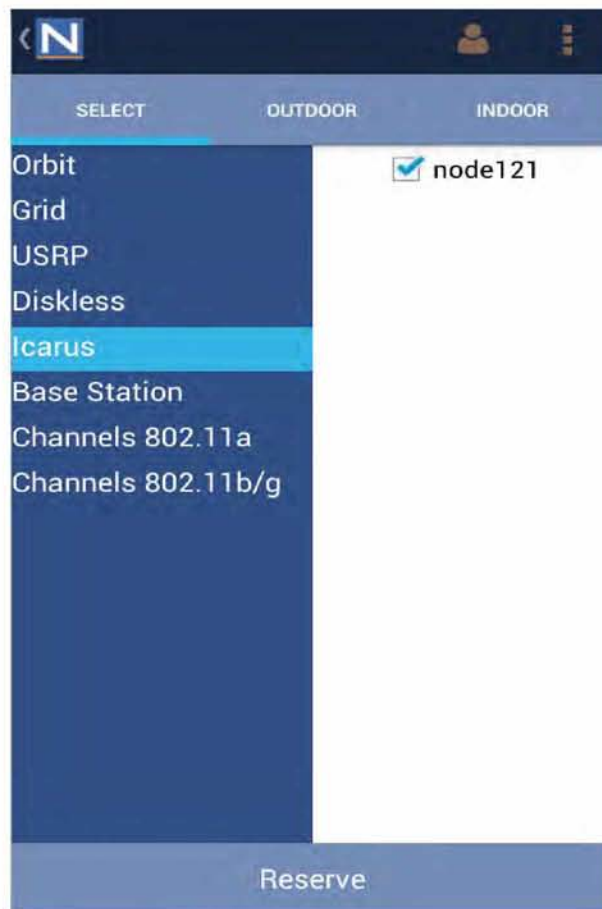 N
SELECT OUTDOOR INDOOR
Orbit
Grid
USRP
Diskless
Icarus
Base Station
Channels 802.11a
Channels 802.11b/g
node121
Reserve